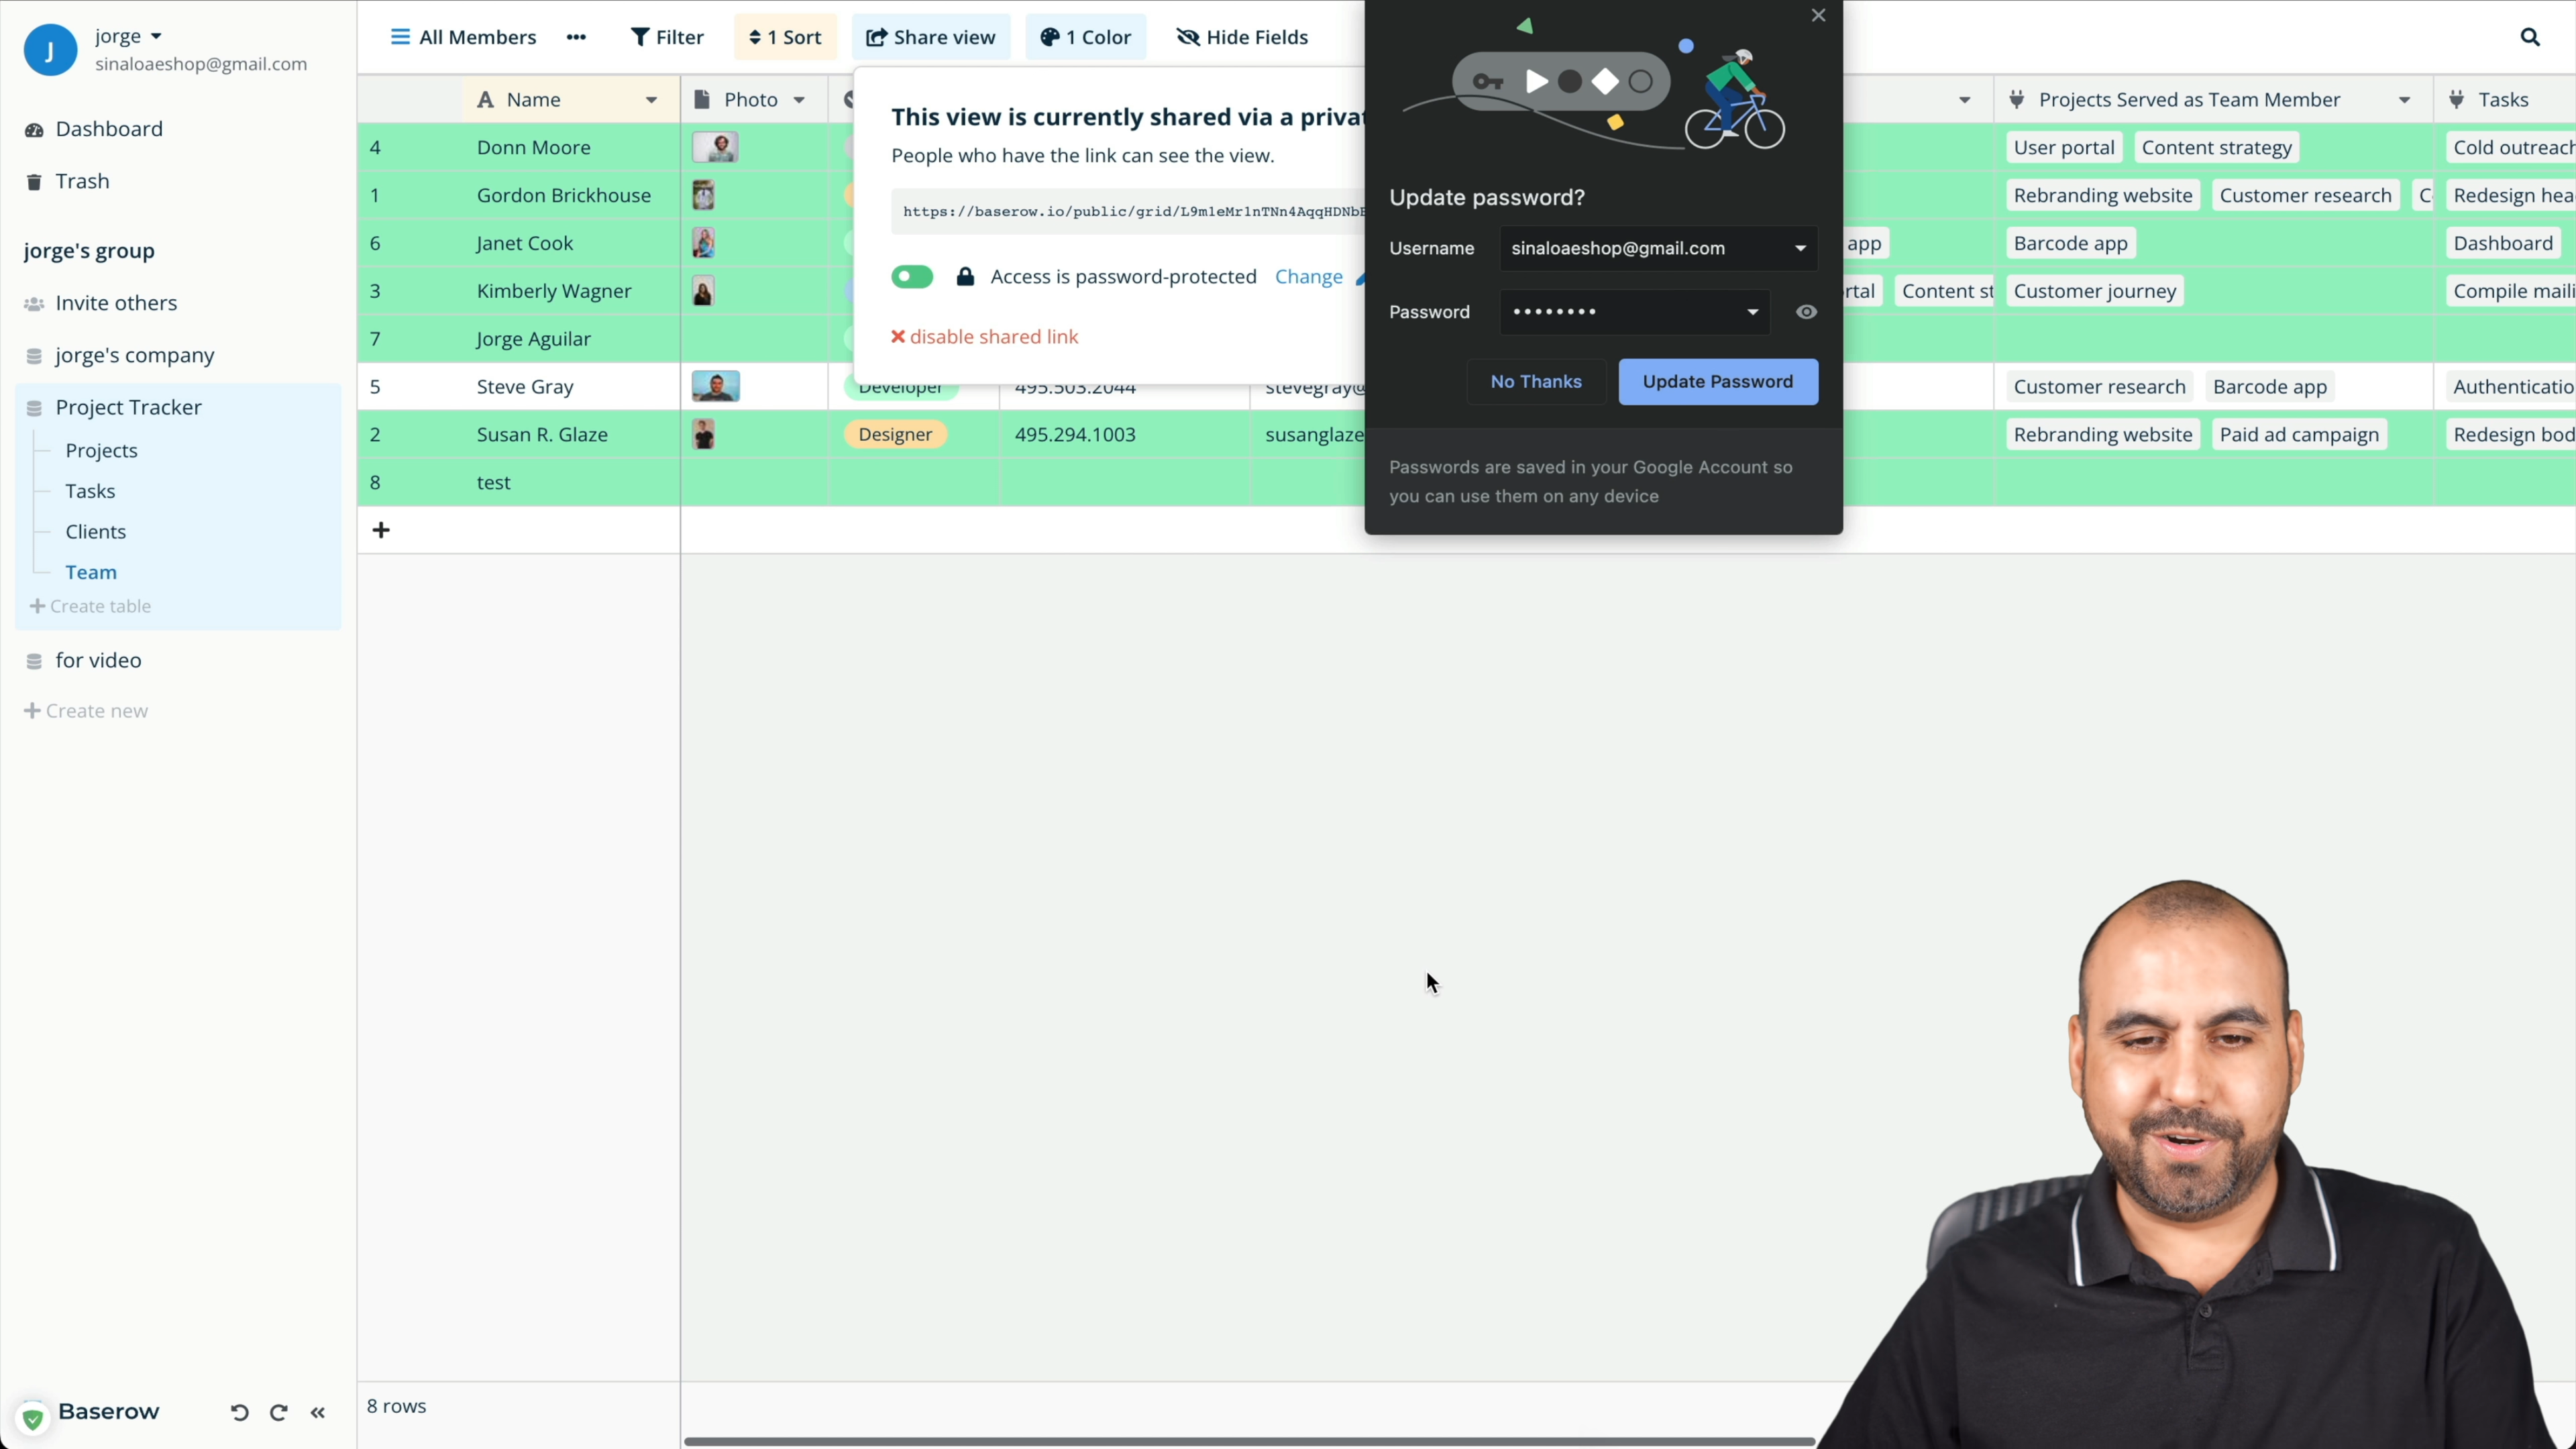 J
jorge
sinaloaeshop@gmail.com
Dashboard
Trash
jorge's group
Invite others
jorge's company
Project Tracker
Projects
Tasks
Clients
Team
+ Create table
for video
+ Create new
Baserow
All Members
Filter
1 Sort
Share view
1 Color
Hide Fields
Name
Photo
Projects Served as Team Member
Tasks
4 Donn Moore User portal Content strategy Cold outreach
1 Gordon Brickhouse Rebranding website Customer research Redesign hea
6 Janet Cook app Barcode app Dashboard
3 Kimberly Wagner rtal Content st Customer journey Compile maili
7 Jorge Aguilar
5 Steve Gray Developer 495.503.2044 stevegray@ Customer research Barcode app Authenticatio
2 Susan R. Glaze Designer 495.294.1003 susanglaze Rebranding website Paid ad campaign Redesign bod
8 test
+
8 rows
This view is currently shared via a privat
People who have the link can see the view.
https://baserow.io/public/grid/L9m1eMr1nTNn4AqqHDNbE
Access is password-protected Change
disable shared link
Update password?
Username sinaloaeshop@gmail.com
Password ••••••••
No Thanks Update Password
Passwords are saved in your Google Account so
you can use them on any device